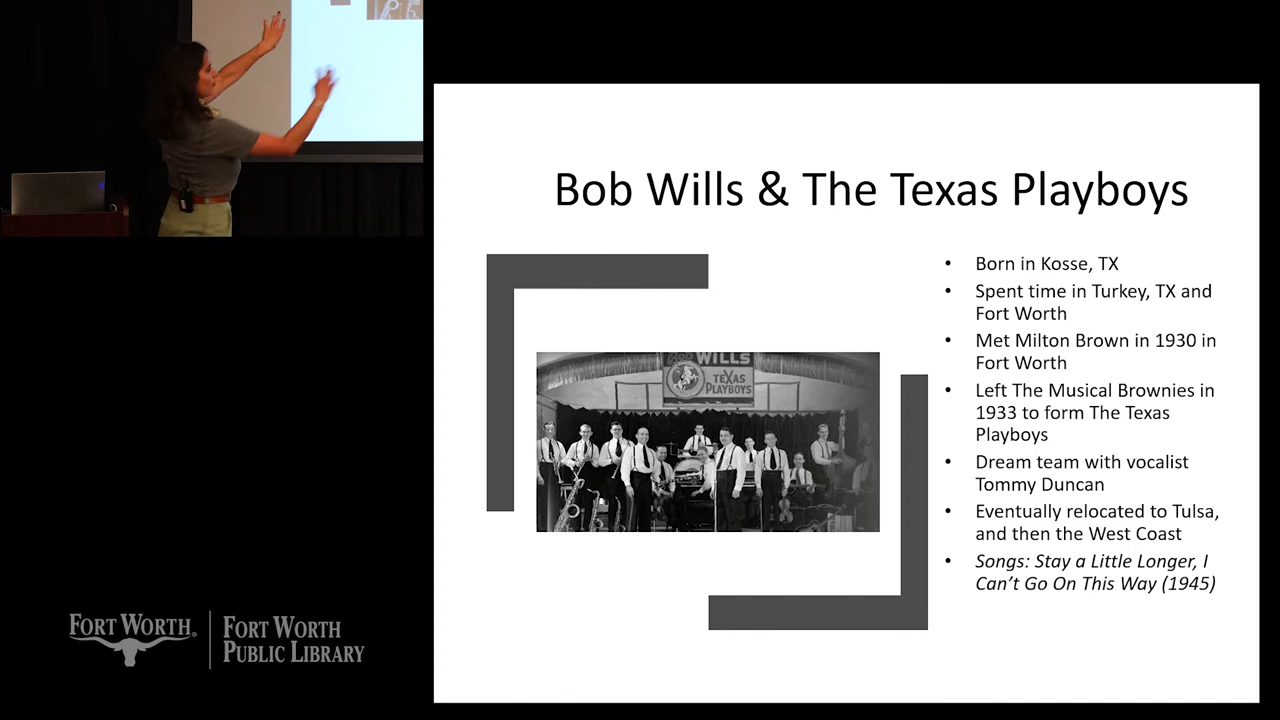 Bob Wills & The Texas Playboys
• Born in Kosse, TX
• Spent time in Turkey, TX and
Fort Worth
• Met Milton Brown in 1930 in
Fort Worth
• Left The Musical Brownies in
1933 to form The Texas
Playboys
• Dream team with vocalist
Tommy Duncan
• Eventually relocated to Tulsa,
and then the West Coast
• Songs: Stay a Little Longer, I
Can’t Go On This Way (1945)
BOB WILLS
TEXAS
PLAYBOYS
FORT WORTH®
FORT WORTH
PUBLIC LIBRARY